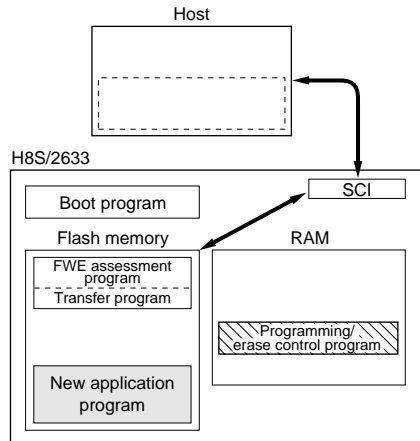 Host
H8S/2633
SCI
Boot program
Flash memory
RAM
FWE assessment
program
Transfer program
Programming/
erase control program
New application
program